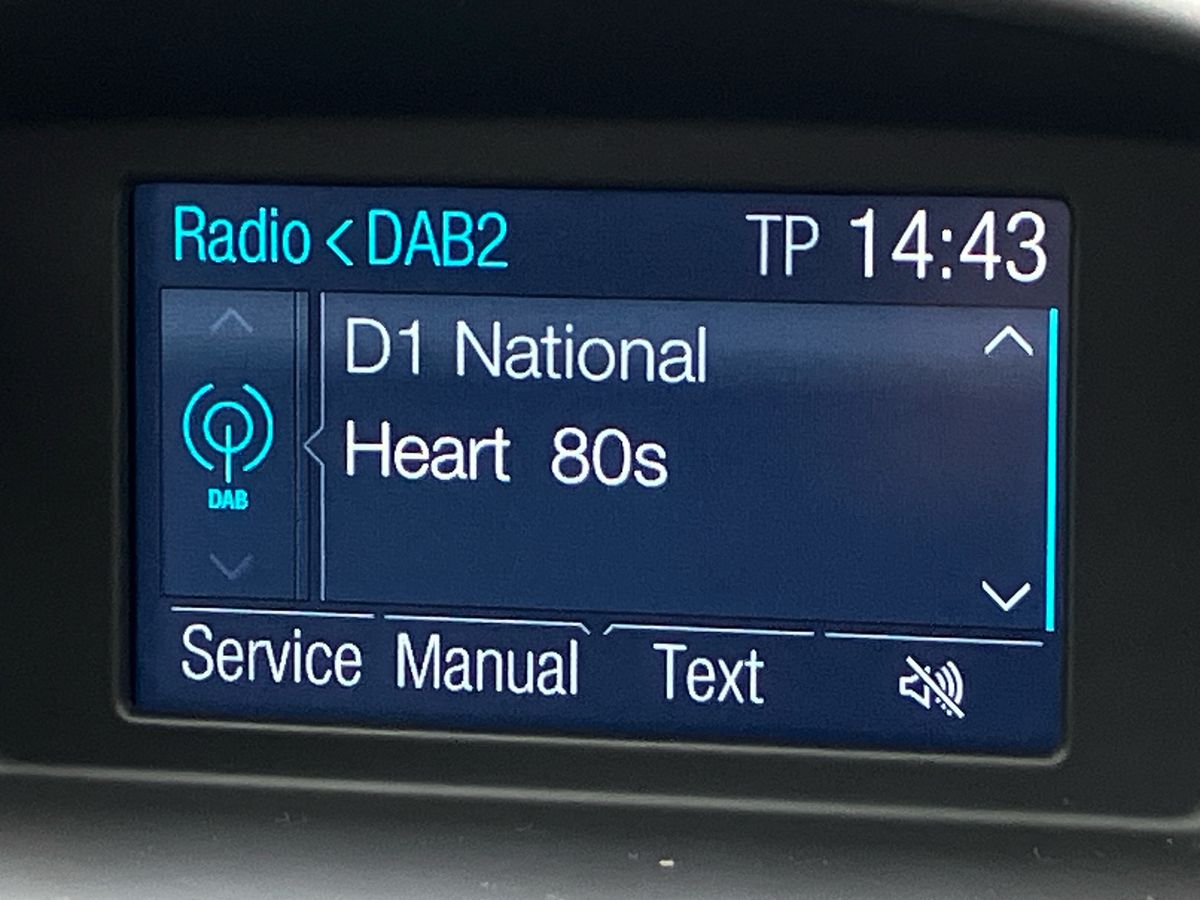 Radio < DAB2 TP 14:43
D1 National
DAB
Heart 80s
Service Manual Text